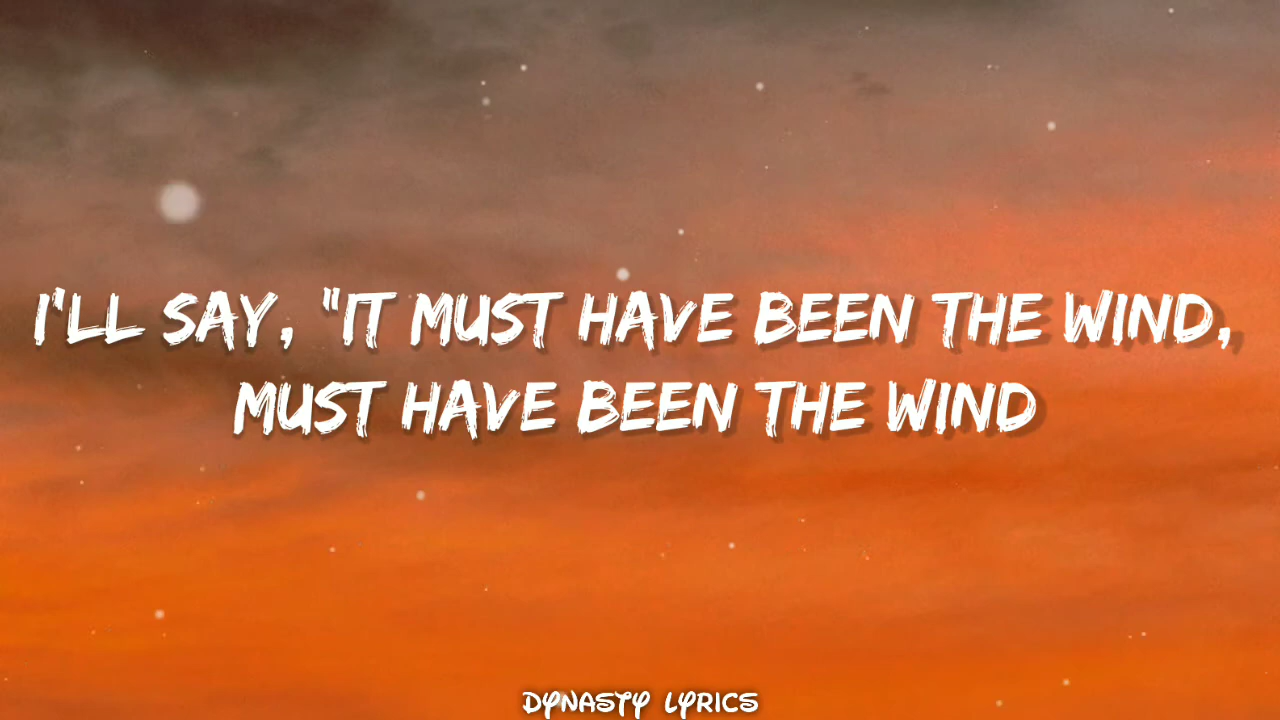 I'LL SAY, "IT MUST HAVE BEEN THE WIND,
MUST HAVE BEEN THE WIND
DYNASTY LYRICS